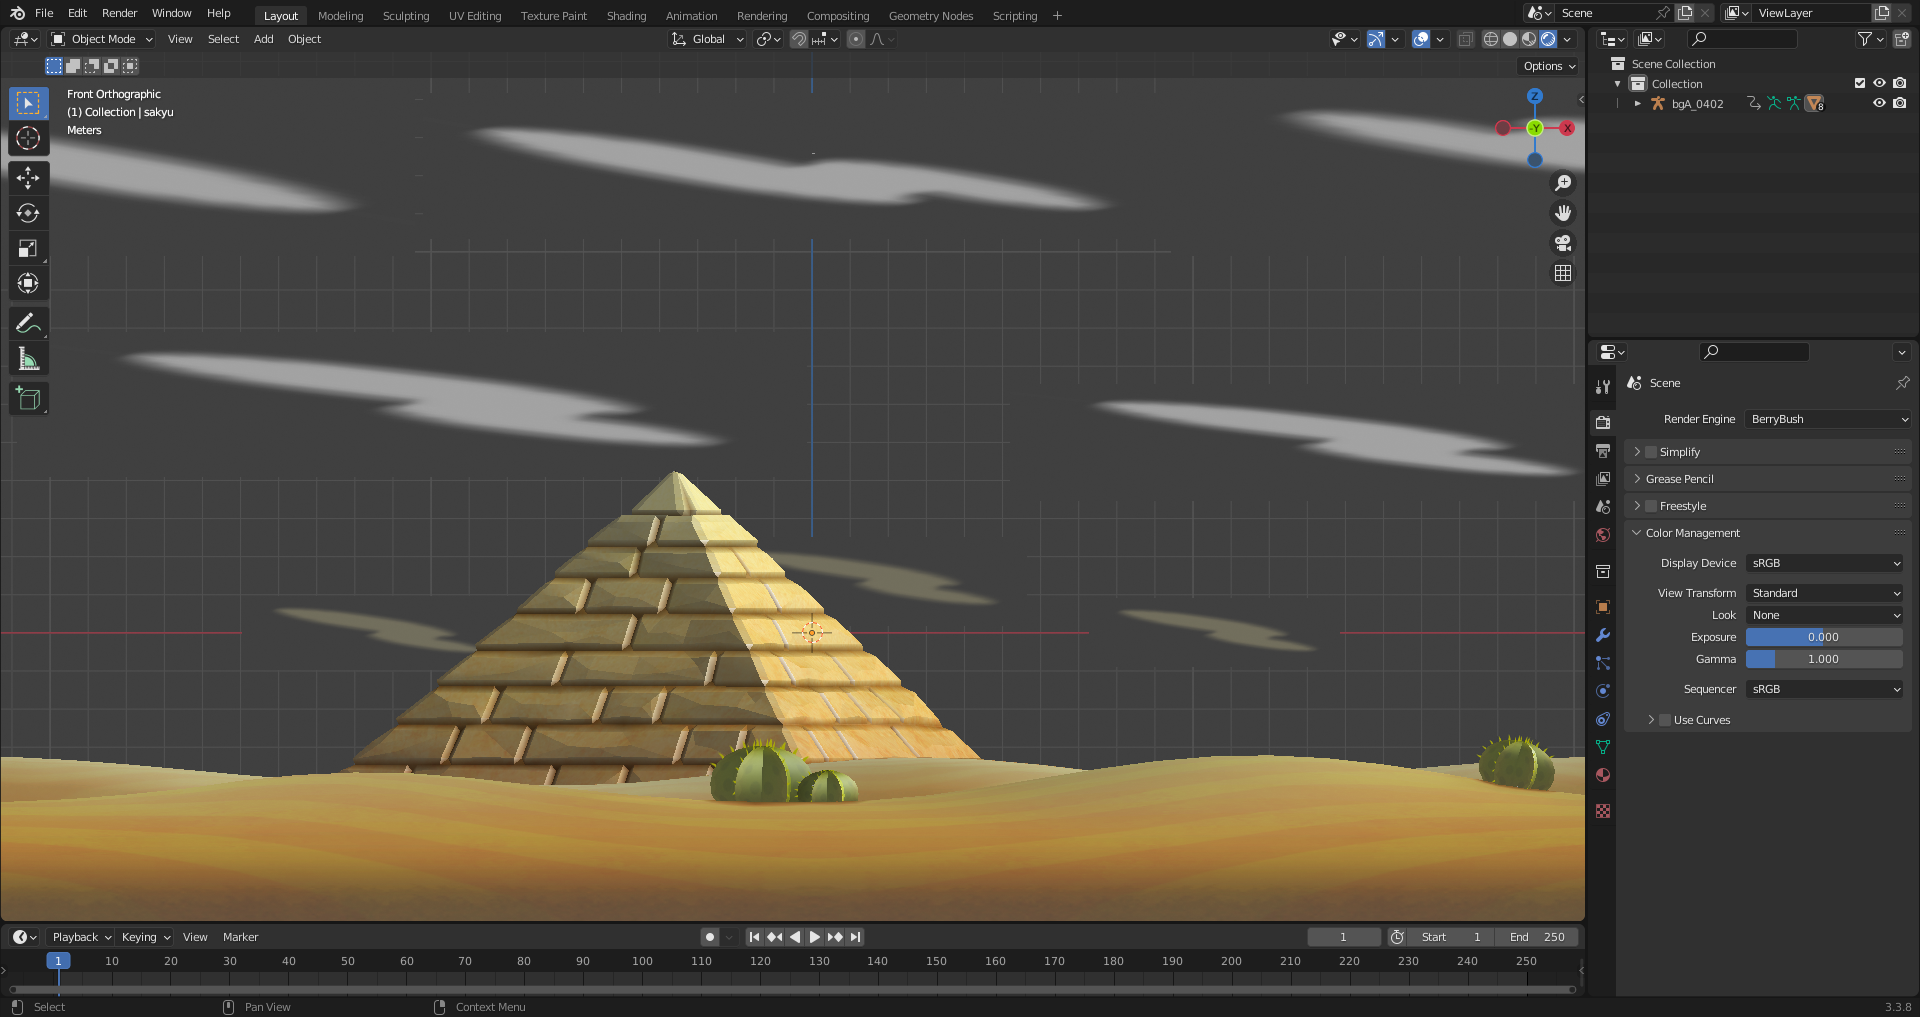 File Edit Render Window Help Layout Modeling Sculpting UV Editing Texture Paint Shading Animation Rendering Compositing Geometry Nodes Scripting + Scene ViewLayer
Object Mode View Select Add Object Global
Options
Front Orthographic
(1) Collection | sakyu
Meters
Z
-Y X
Scene Collection
Collection
bgA_0402 8
Scene
Render Engine BerryBush
Simplify
Grease Pencil
Freestyle
Color Management
Display Device sRGB
View Transform Standard
Look None
Exposure 0.000
Gamma 1.000
Sequencer sRGB
Use Curves
Playback Keying View Marker 1 Start 1 End 250
1 10 20 30 40 50 60 70 80 90 100 110 120 130 140 150 160 170 180 190 200 210 220 230 240 250
Select Pan View Context Menu 3.3.8